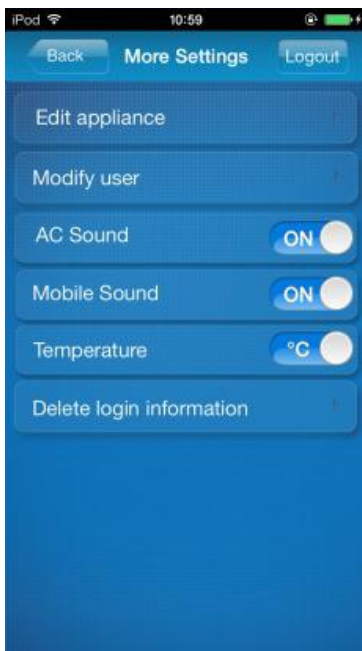 iPod 10:59
Back More Settings Logout
Edit appliance
Modify user
AC Sound ON
Mobile Sound ON
Temperature °C
Delete login information